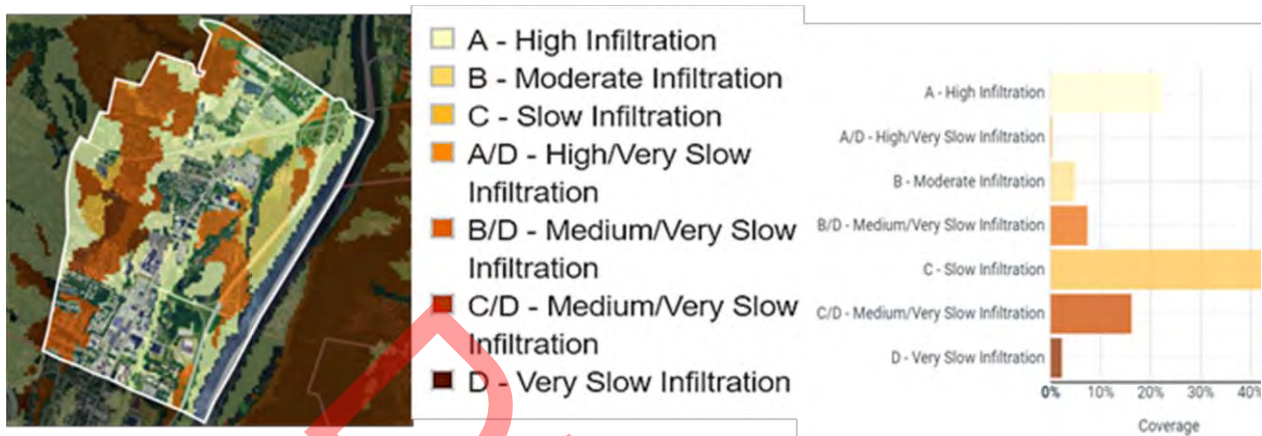 A - High Infiltration
B - Moderate Infiltration
C - Slow Infiltration
A/D - High/Very Slow
Infiltration
B/D - Medium/Very Slow
Infiltration
C/D - Medium/Very Slow
Infiltration
D - Very Slow Infiltration
A - High Infiltration
A/D - High/Very Slow Infiltration
B - Moderate Infiltration
B/D - Medium/Very Slow Infiltration
C - Slow Infiltration
C/D - Medium/Very Slow Infiltration
D - Very Slow Infiltration
0% 10% 20% 30% 40%
Coverage